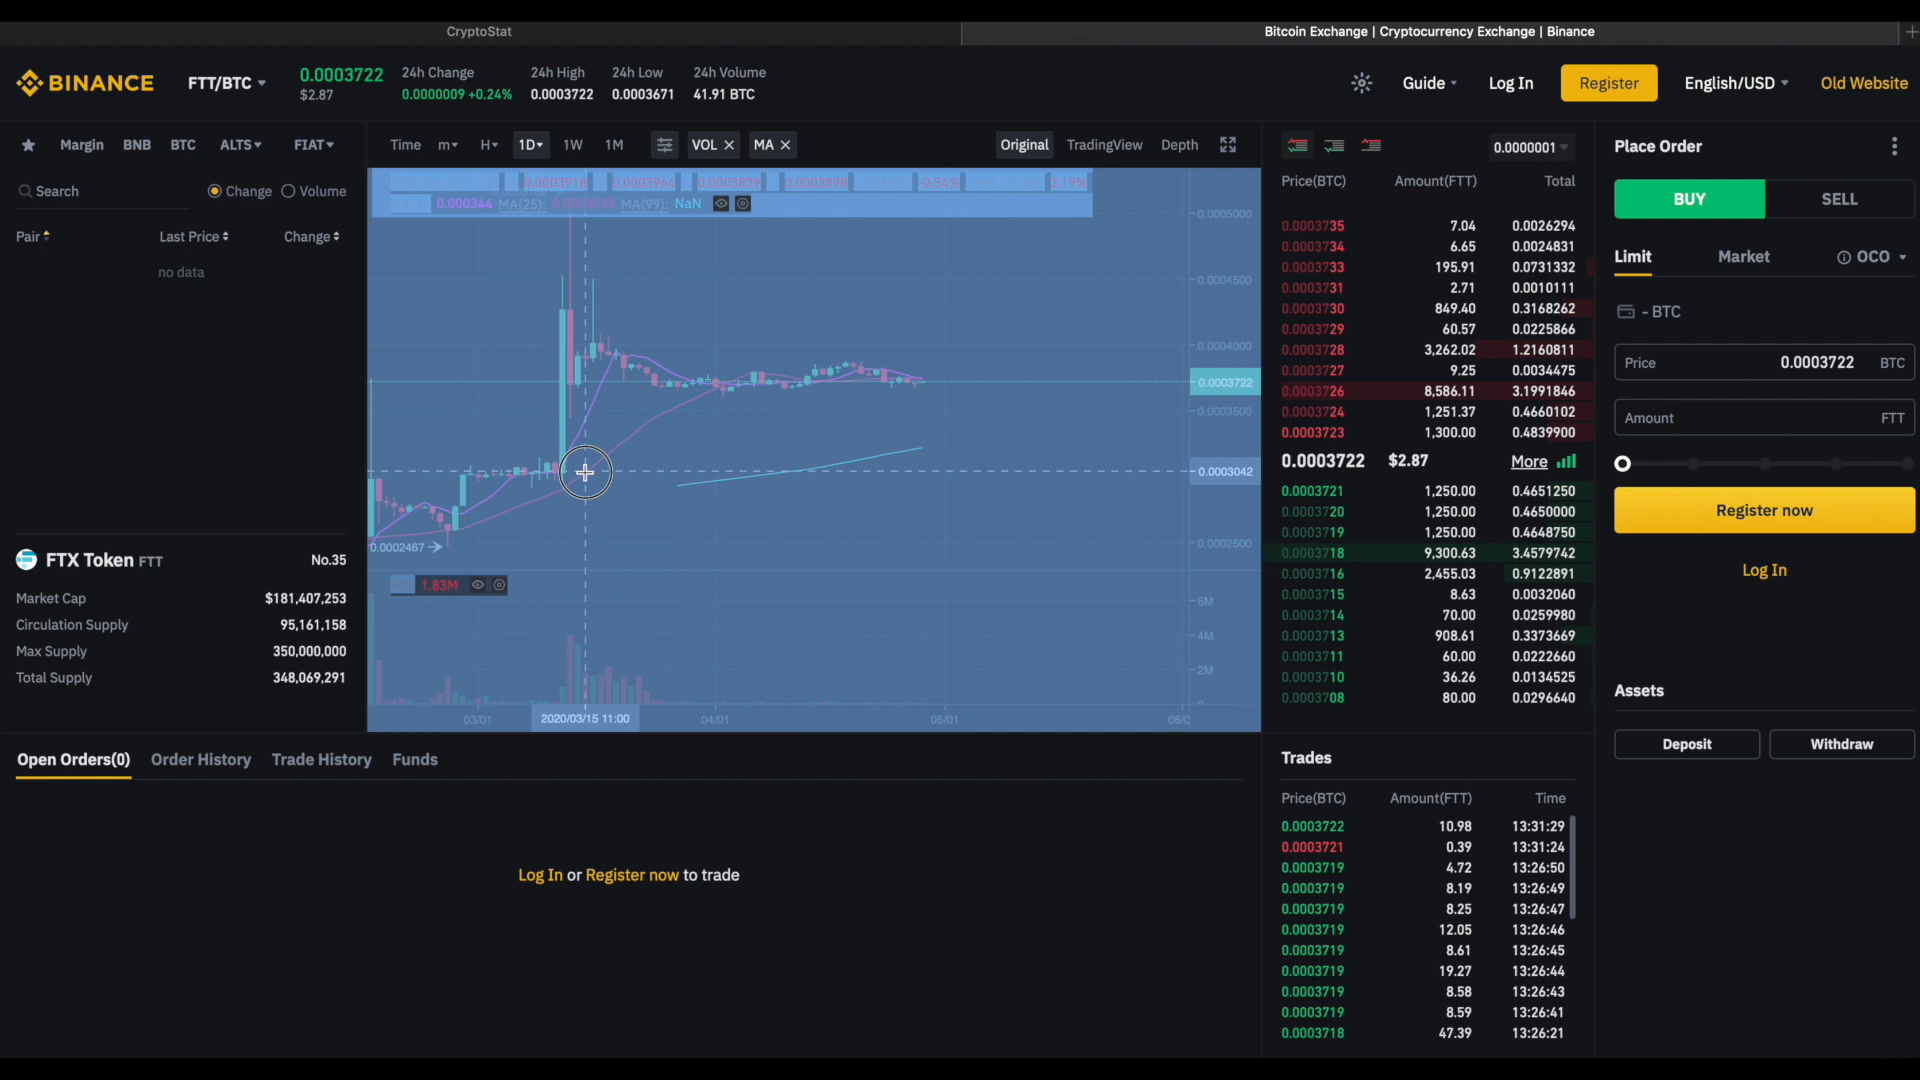 CryptoStat
Bitcoin Exchange | Cryptocurrency Exchange | Binance
BINANCE
FTT/BTC
0.0003722
$2.87
24h Change
0.0000009 +0.24%
24h High
0.0003722
24h Low
0.0003671
24h Volume
41.91 BTC
Guide
Log In
Register
English/USD
Old Website
Margin BNB BTC ALTS FIAT
Search
Change Volume
Pair Last Price Change
no data
FTX Token FTT No.35
Market Cap $181,407,253
Circulation Supply 95,161,158
Max Supply 350,000,000
Total Supply 348,069,291
Time m H 1D 1W 1M VOL MA
Original TradingView Depth
0.0003918 0.0003964 0.0003839 0.0003898 -0.54% 3.19%
0.000344 MA(25): MA(99): NaN
0.0005000
0.0004500
0.0004000
0.0003722
0.0003500
0.0003042
0.0002500
0.0002467
1.83M
6M
4M
2M
03/01 2020/03/15 11:00 04/01 05/01
0.0000001
Price(BTC) Amount(FTT) Total
0.0003735 7.04 0.0026294
0.0003734 6.65 0.0024831
0.0003733 195.91 0.0731332
0.0003731 2.71 0.0010111
0.0003730 849.40 0.3168262
0.0003729 60.57 0.0225866
0.0003728 3,262.02 1.2160811
0.0003727 9.25 0.0034475
0.0003726 8,586.11 3.1991846
0.0003724 1,251.37 0.4660102
0.0003723 1,300.00 0.4839900
0.0003722 $2.87 More
0.0003721 1,250.00 0.4651250
0.0003720 1,250.00 0.4650000
0.0003719 1,250.00 0.4648750
0.0003718 9,300.63 3.4579742
0.0003716 2,455.03 0.9122891
0.0003715 8.63 0.0032060
0.0003714 70.00 0.0259980
0.0003713 908.61 0.3373669
0.0003711 60.00 0.0222660
0.0003710 36.26 0.0134525
0.0003708 80.00 0.0296640
Place Order
BUY SELL
Limit Market OCO
- BTC
Price 0.0003722 BTC
Amount FTT
Register now
Log In
Assets
Deposit Withdraw
Open Orders(0) Order History Trade History Funds
Log In or Register now to trade
Trades
Price(BTC) Amount(FTT) Time
0.0003722 10.98 13:31:29
0.0003721 0.39 13:31:24
0.0003719 4.72 13:26:50
0.0003719 8.19 13:26:49
0.0003719 8.25 13:26:47
0.0003719 12.05 13:26:46
0.0003719 8.61 13:26:45
0.0003719 19.27 13:26:44
0.0003719 8.58 13:26:43
0.0003719 8.59 13:26:41
0.0003718 47.39 13:26:21